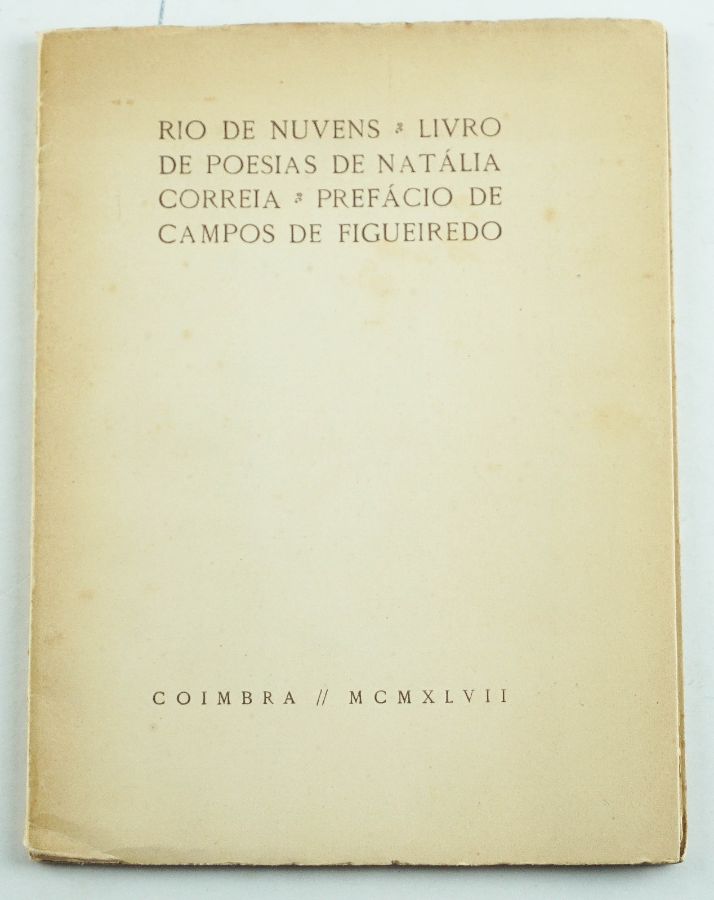 RIO DE NUVENS * LIVRO
DE POESIAS DE NATÁLIA
CORREIA * PREFÁCIO DE
CAMPOS DE FIGUEIREDO
COIMBRA // MCMXLVII